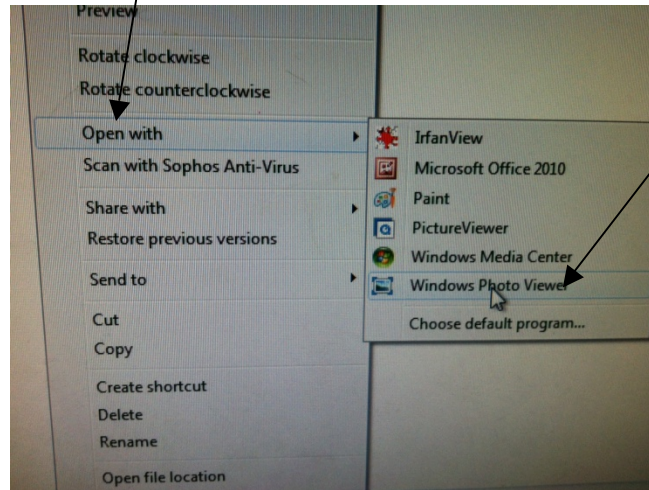 Preview
Rotate clockwise
Rotate counterclockwise
Open with
Scan with Sophos Anti-Virus
Share with
Restore previous versions
Send to
Cut
Copy
Create shortcut
Delete
Rename
Open file location
IrfanView
Microsoft Office 2010
Paint
PictureViewer
Windows Media Center
Windows Photo Viewer
Choose default program...